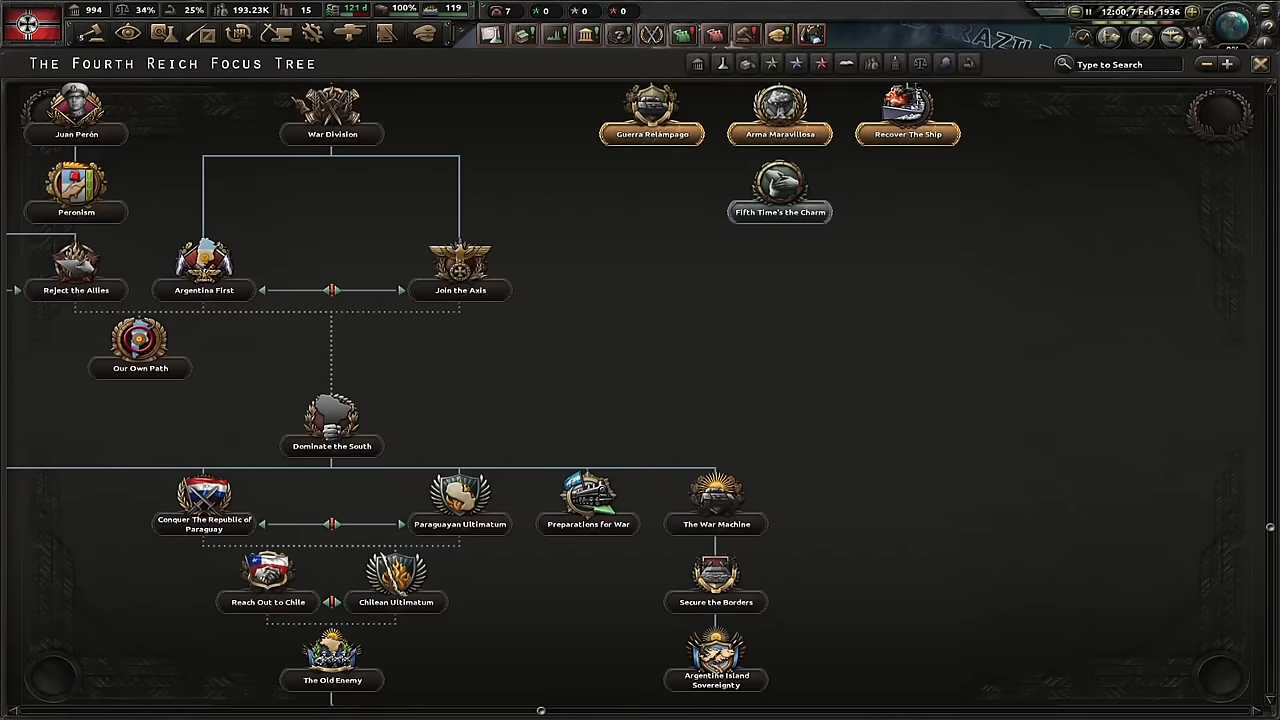 994 34% 25% 193.23K 15 121 d 100% 119 7 0 0 0 12:00, 7 Feb, 1936
5
The Fourth Reich Focus Tree
Type to Search
Juan Perón
War Division
Guerra Relámpago
Arma Maravillosa
Recover The Ship
Peronism
Fifth Time's the Charm
Reject the Allies
Argentina First
Join the Axis
Our Own Path
Dominate the South
Conquer The Republic of
Paraguay
Paraguayan Ultimatum
Preparations for War
The War Machine
Reach Out to Chile
Chilean Ultimatum
Secure the Borders
The Old Enemy
Argentine Island
Sovereignty